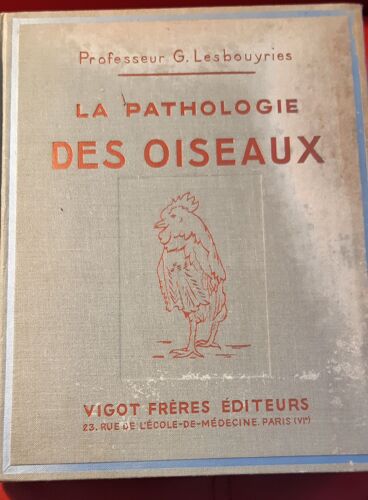 Professeur G. Lesbouyries
LA PATHOLOGIE
DES OISEAUX
VIGOT FRÈRES ÉDITEURS
23, RUE DE L'ÉCOLE-DE-MÉDECINE. PARIS (VIᵉ)